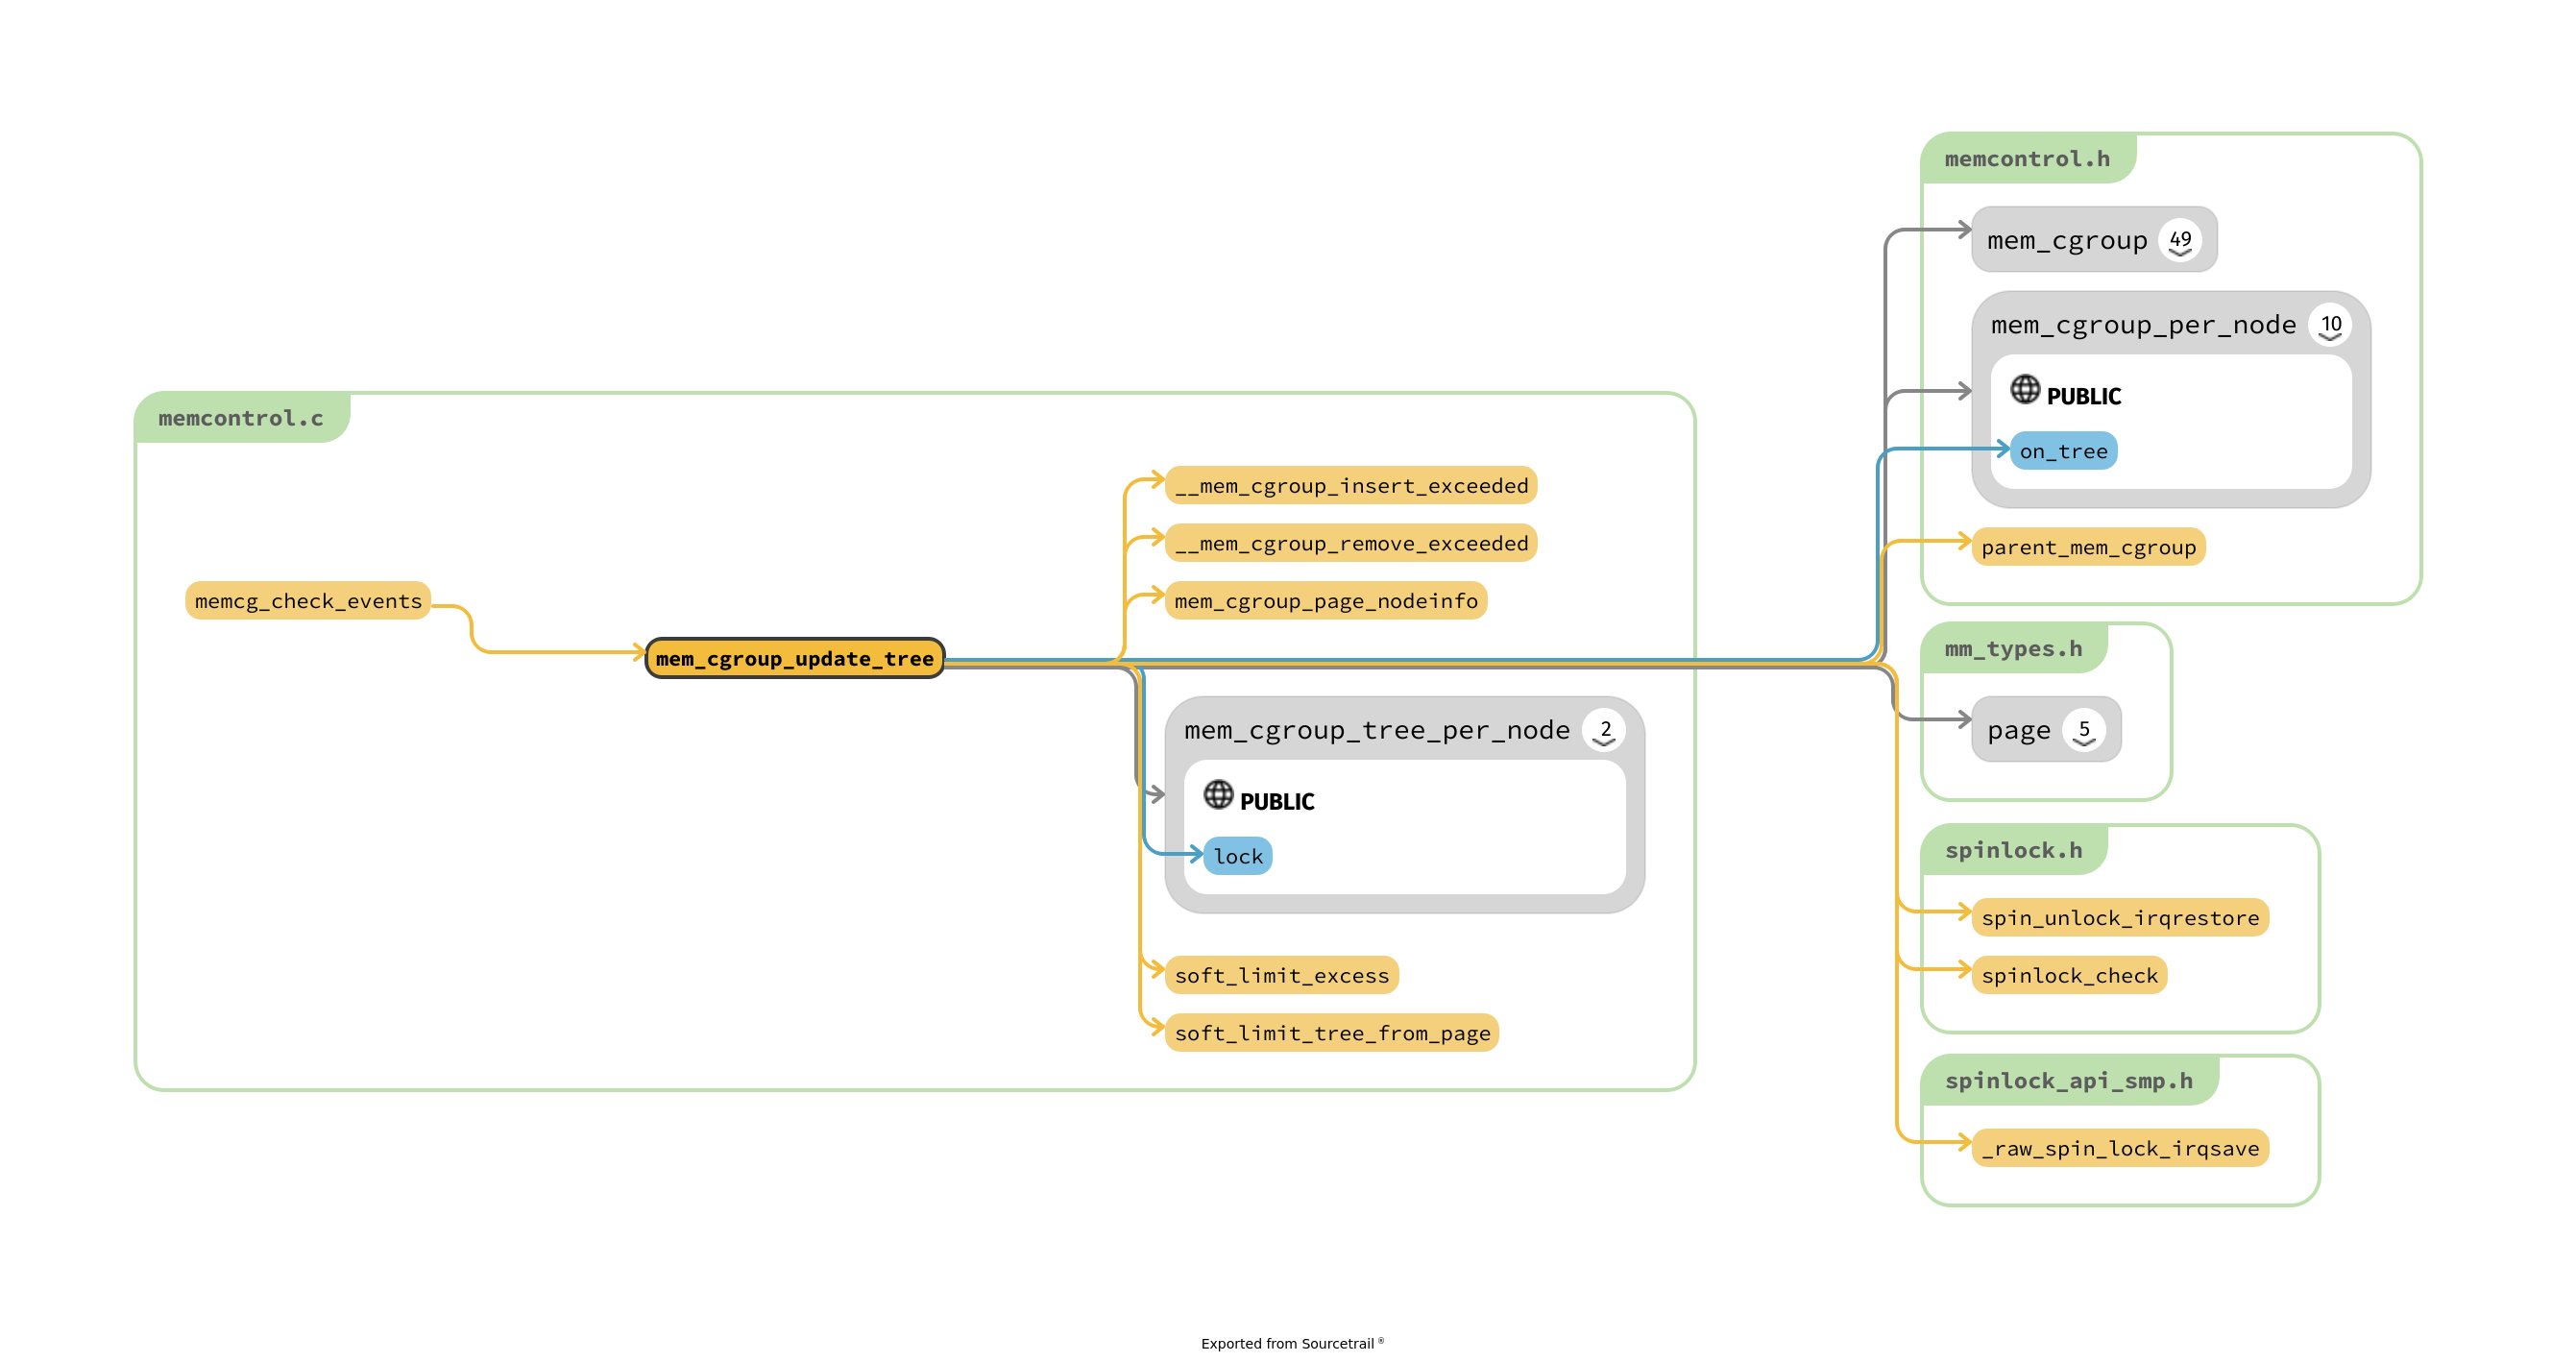 memcontrol.c
memcg_check_events
mem_cgroup_update_tree
__mem_cgroup_insert_exceeded
__mem_cgroup_remove_exceeded
mem_cgroup_page_nodeinfo
mem_cgroup_tree_per_node 2
PUBLIC
lock
soft_limit_excess
soft_limit_tree_from_page
memcontrol.h
mem_cgroup 49
mem_cgroup_per_node 10
PUBLIC
on_tree
parent_mem_cgroup
mm_types.h
page 5
spinlock.h
spin_unlock_irqrestore
spinlock_check
spinlock_api_smp.h
_raw_spin_lock_irqsave
Exported from Sourcetrail ®